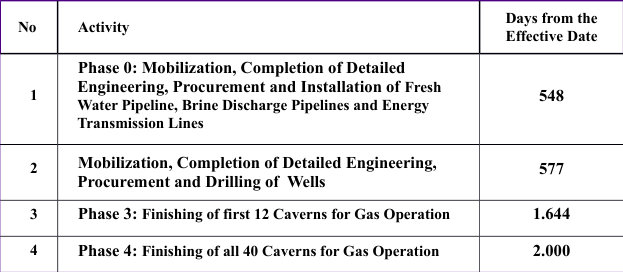 No
Activity
Days from the
Effective Date
1
Phase 0: Mobilization, Completion of Detailed
Engineering, Procurement and Installation of Fresh
Water Pipeline, Brine Discharge Pipelines and Energy
Transmission Lines
548
2
Mobilization, Completion of Detailed Engineering,
Procurement and Drilling of Wells
577
3
Phase 3: Finishing of first 12 Caverns for Gas Operation
1.644
4
Phase 4: Finishing of all 40 Caverns for Gas Operation
2.000